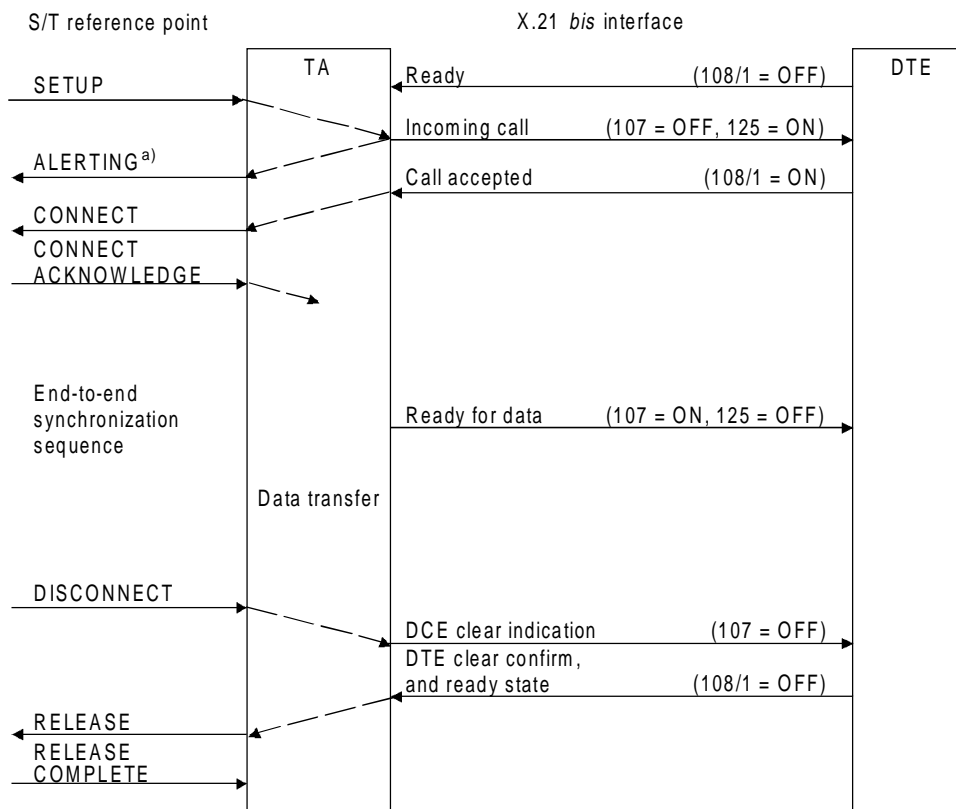 S/T reference point
X.21 bis interface
TA
DTE
Ready (108/1 = OFF)
SETUP
Incoming call (107 = OFF, 125 = ON)
ALERTING a)
Call accepted (108/1 = ON)
CONNECT
CONNECT
ACKNOWLEDGE
End-to-end
synchronization
sequence
Ready for data (107 = ON, 125 = OFF)
Data transfer
DISCONNECT
DCE clear indication (107 = OFF)
DTE clear confirm,
and ready state (108/1 = OFF)
RELEASE
RELEASE
COMPLETE